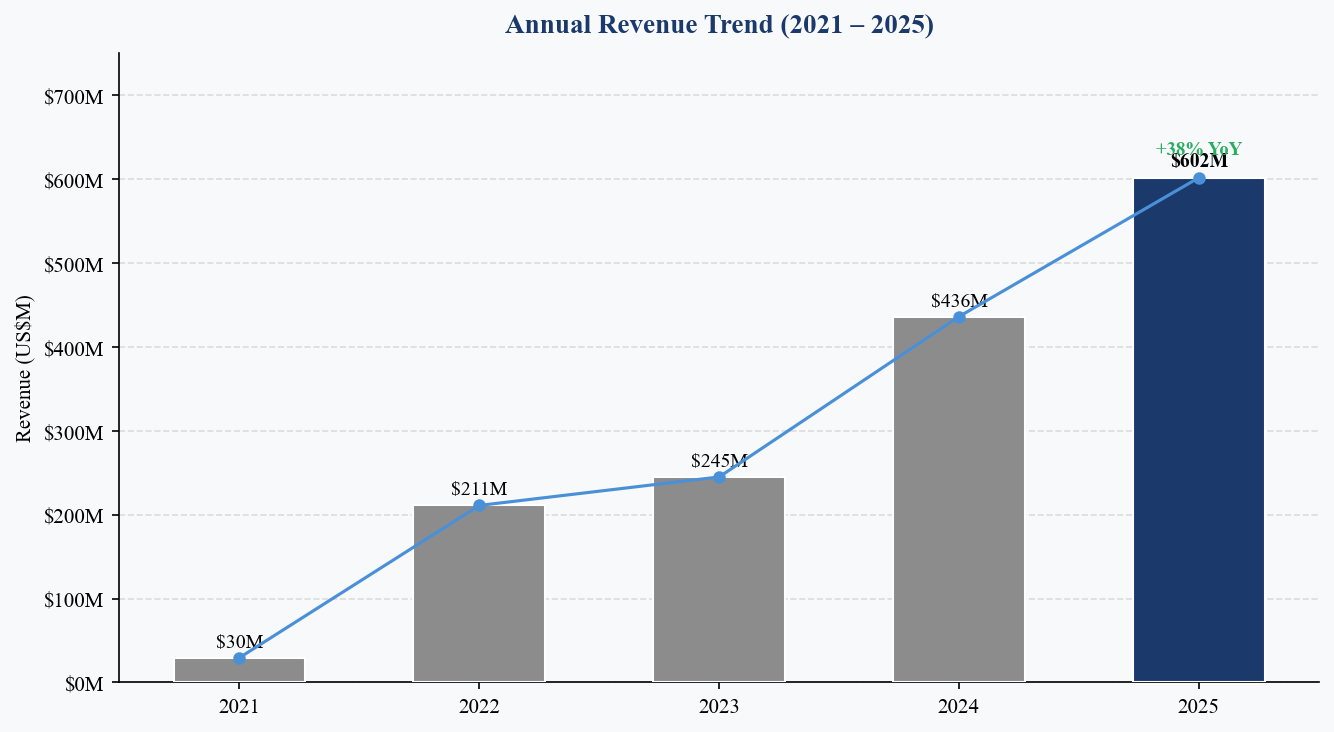 Annual Revenue Trend (2021 – 2025)
$700M
$600M
$500M
$400M
$300M
$200M
$100M
$0M
Revenue (US$M)
$30M
$211M
$245M
$436M
+38% YoY
$602M
2021
2022
2023
2024
2025